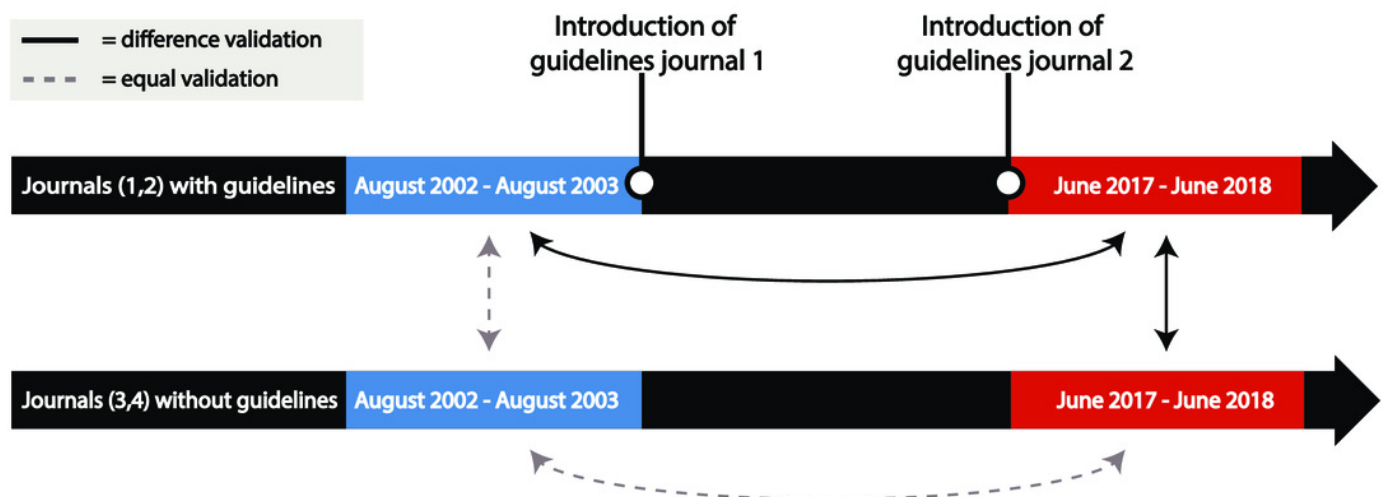 = difference validation
= equal validation
Introduction of
guidelines journal 1
Introduction of
guidelines journal 2
Journals (1,2) with guidelines
August 2002 - August 2003
June 2017 - June 2018
Journals (3,4) without guidelines
August 2002 - August 2003
June 2017 - June 2018